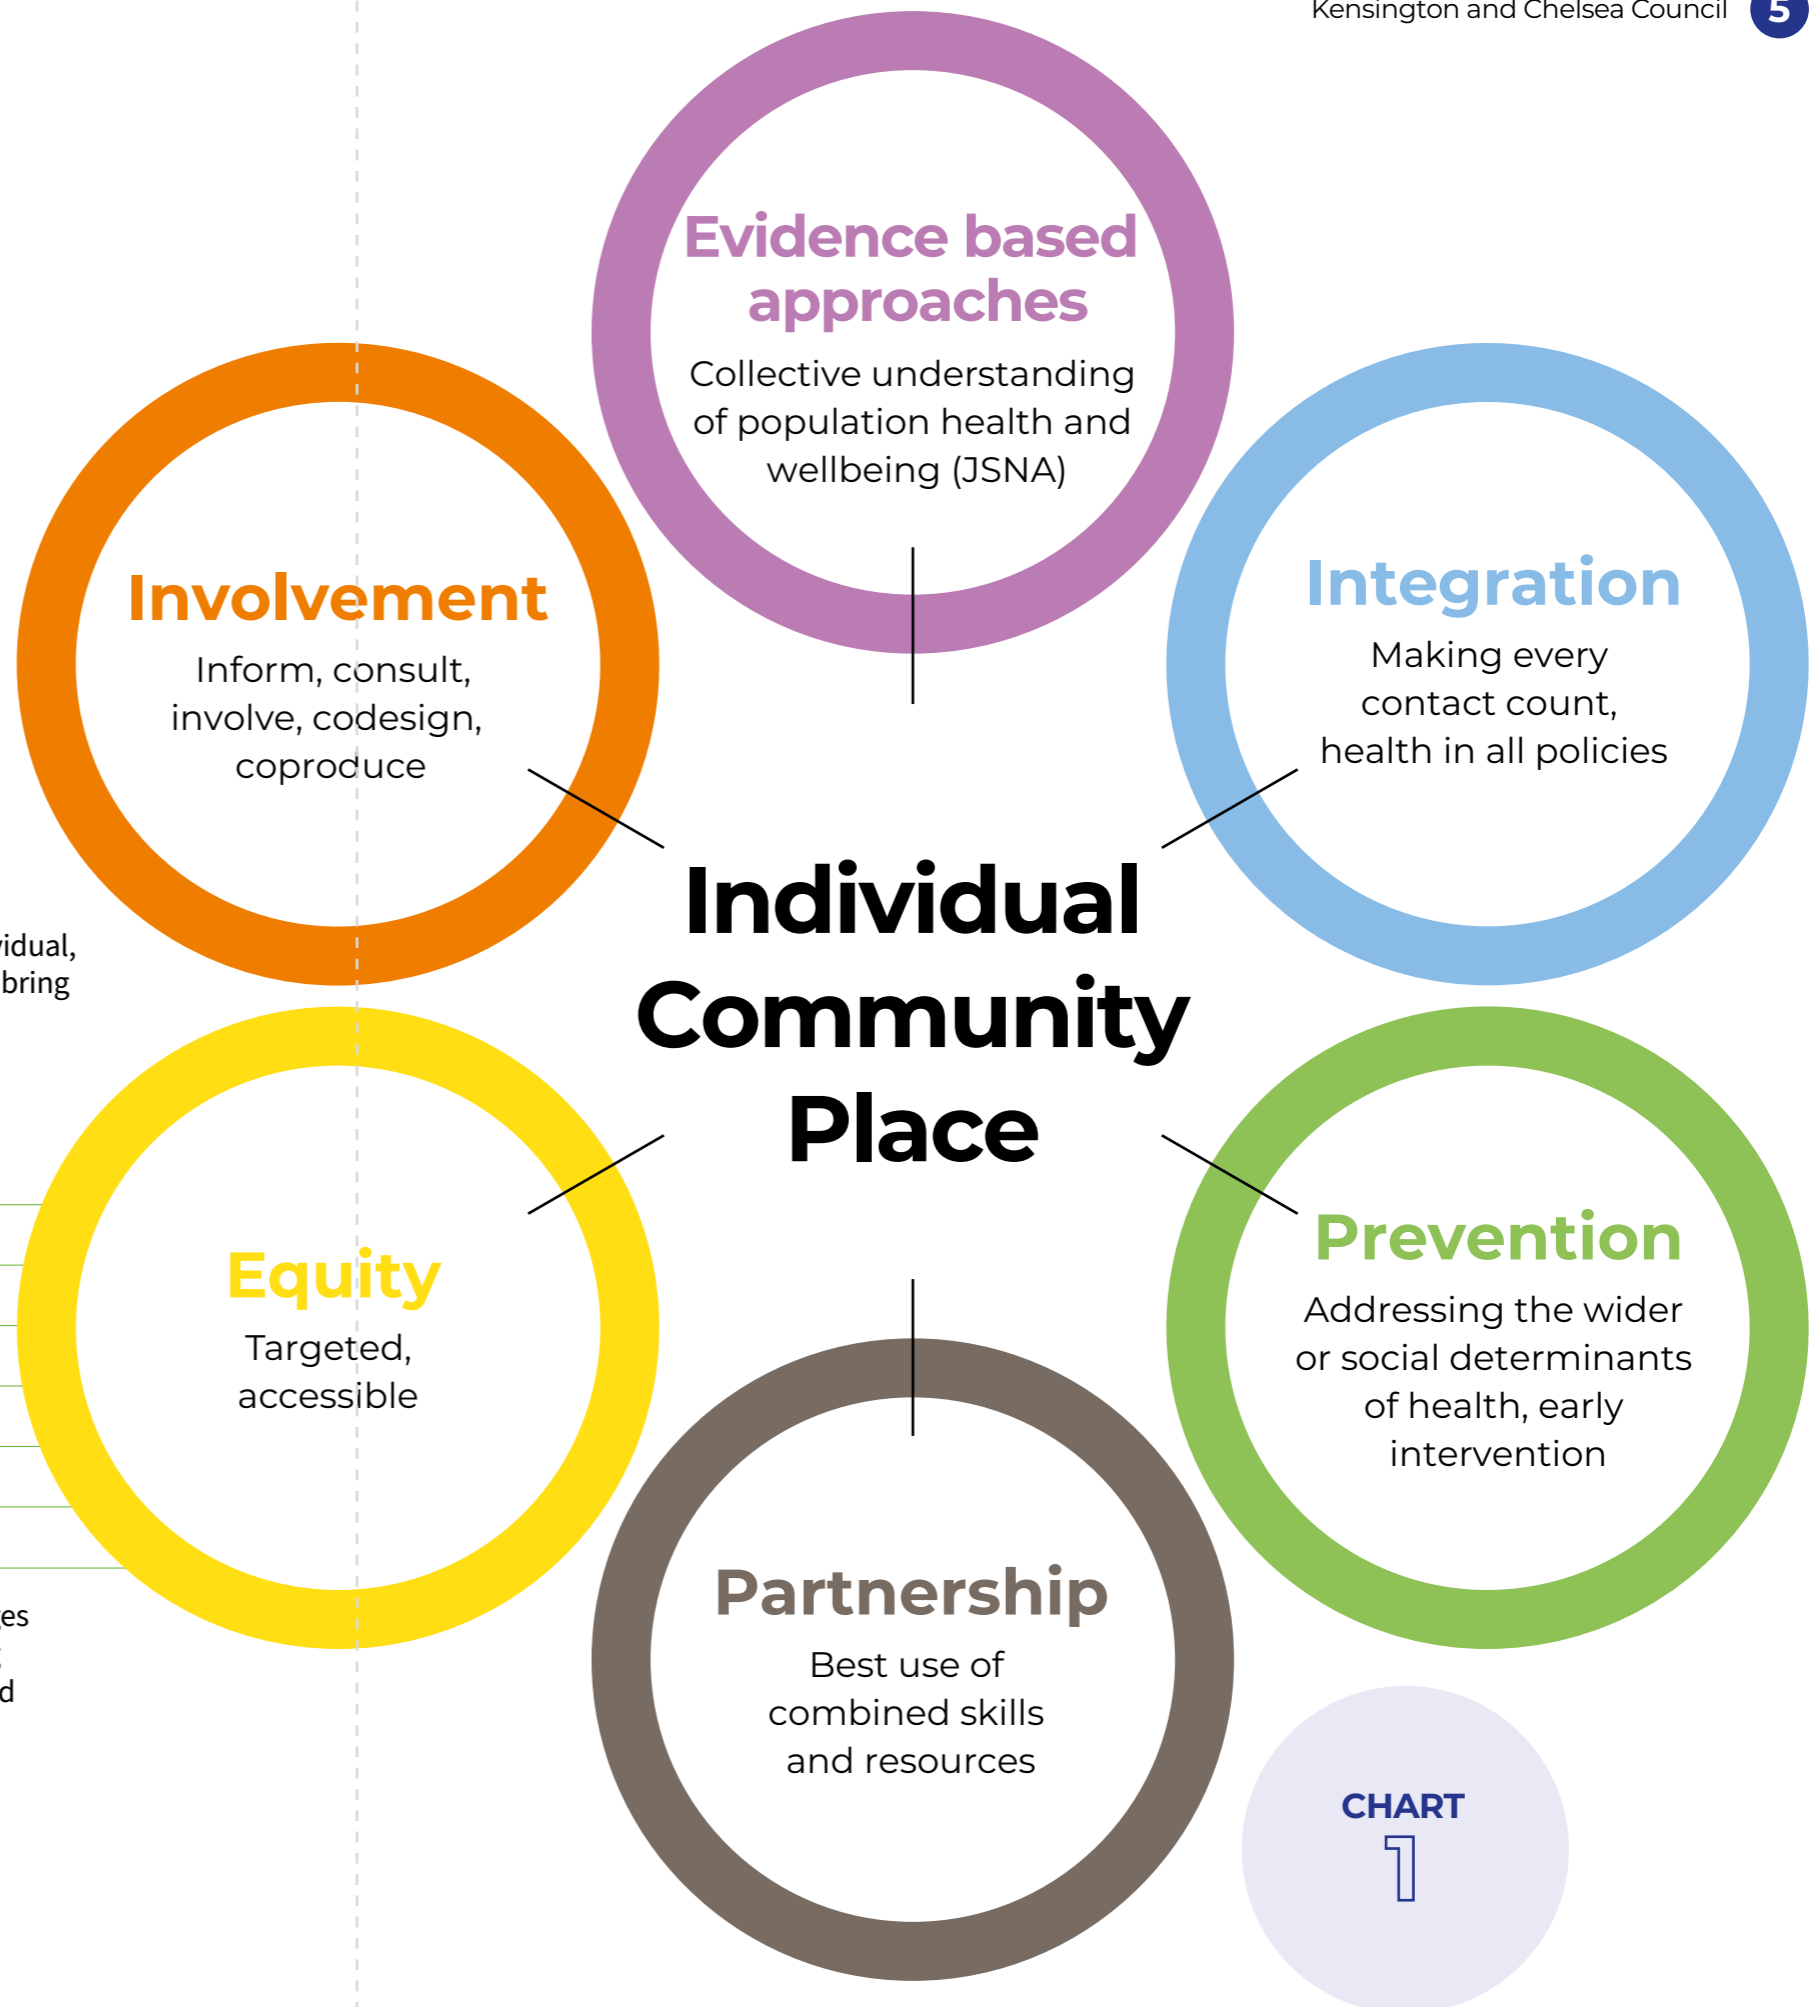 Kensington and Chelsea Council 5
Evidence based
approaches
Collective understanding
of population health and
wellbeing (JSNA)
Involvement
Inform, consult,
involve, codesign,
coproduce
Integration
Making every
contact count,
health in all policies
Individual
Community
Place
bring
Equity
Targeted,
accessible
Prevention
Addressing the wider
or social determinants
of health, early
intervention
Partnership
Best use of
combined skills
and resources
CHART
1